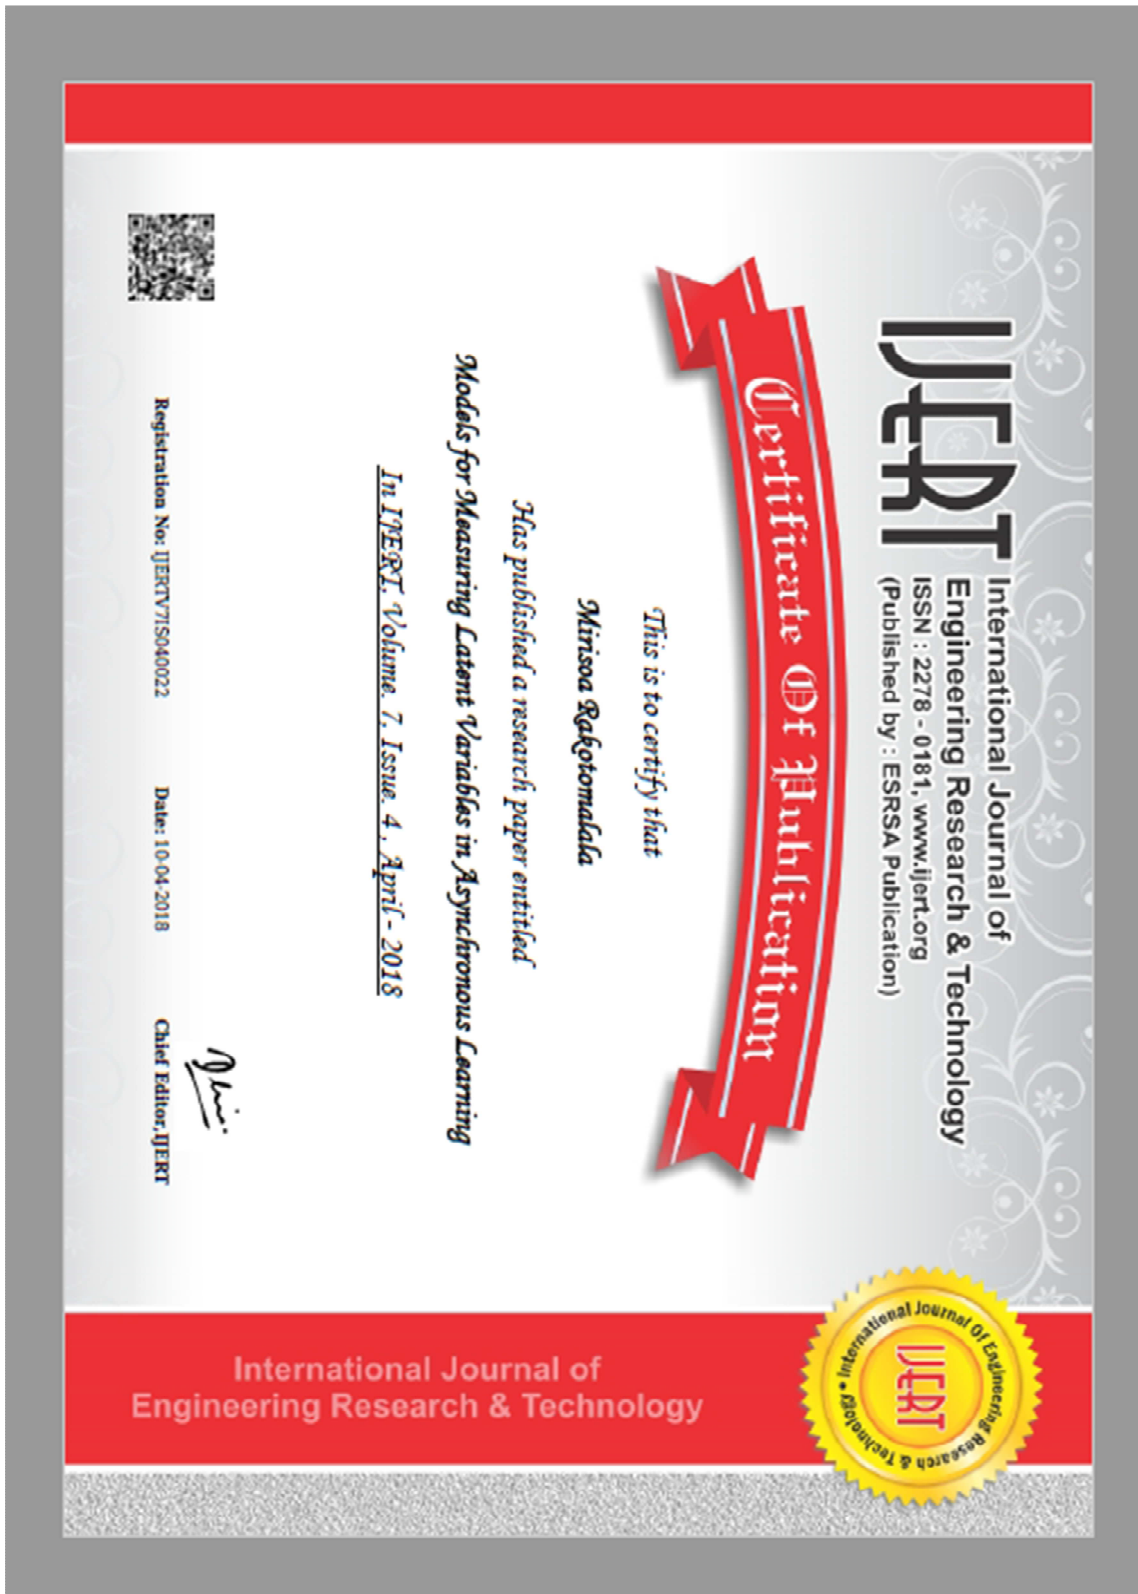 IJERT
International Journal of
Engineering Research & Technology
ISSN : 2278 - 0181, www.ijert.org
(Published by : ESRSA Publication)
Certificate Of Publication
This is to certify that
Mirisoa Rakotomalala
Has published a research paper entitled
Models for Measuring Latent Variables in Asynchronous Learning
In IJERT, Volume. 7, Issue. 4 , April - 2018
Registration No: IJERTV7IS040022
Date: 10-04-2018
Chief Editor,IJERT
International Journal Of Engineering Research & Technology •
IJERT
International Journal of
Engineering Research & Technology